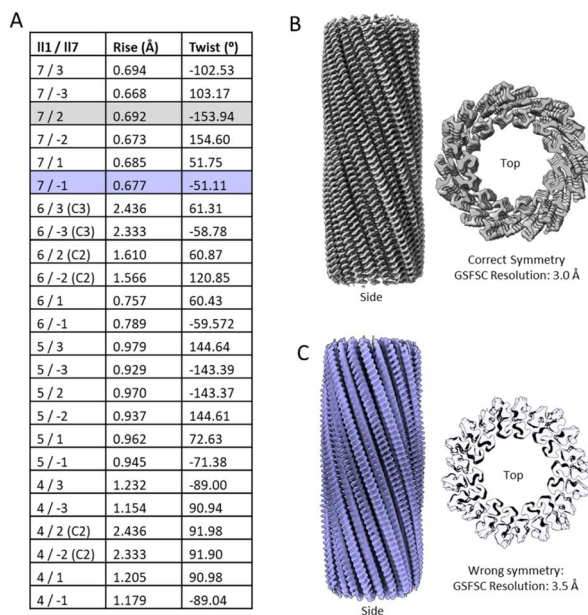 A
ll1 / ll7 Rise (Å) Twist (º)
7 / 3 0.694 -102.53
7 / -3 0.668 103.17
7 / 2 0.692 -153.94
7 / -2 0.673 154.60
7 / 1 0.685 51.75
7 / -1 0.677 -51.11
6 / 3 (C3) 2.436 61.31
6 / -3 (C3) 2.333 -58.78
6 / 2 (C2) 1.610 60.87
6 / -2 (C2) 1.566 120.85
6 / 1 0.757 60.43
6 / -1 0.789 -59.572
5 / 3 0.979 144.64
5 / -3 0.929 -143.39
5 / 2 0.970 -143.37
5 / -2 0.937 144.61
5 / 1 0.962 72.63
5 / -1 0.945 -71.38
4 / 3 1.232 -89.00
4 / -3 1.154 90.94
4 / 2 (C2) 2.436 91.98
4 / -2 (C2) 2.333 91.90
4 / 1 1.205 90.98
4 / -1 1.179 -89.04
B
Top
Side
Correct Symmetry
GSFSC Resolution: 3.0 Å
C
Top
Side
Wrong symmetry:
GSFSC Resolution: 3.5 Å